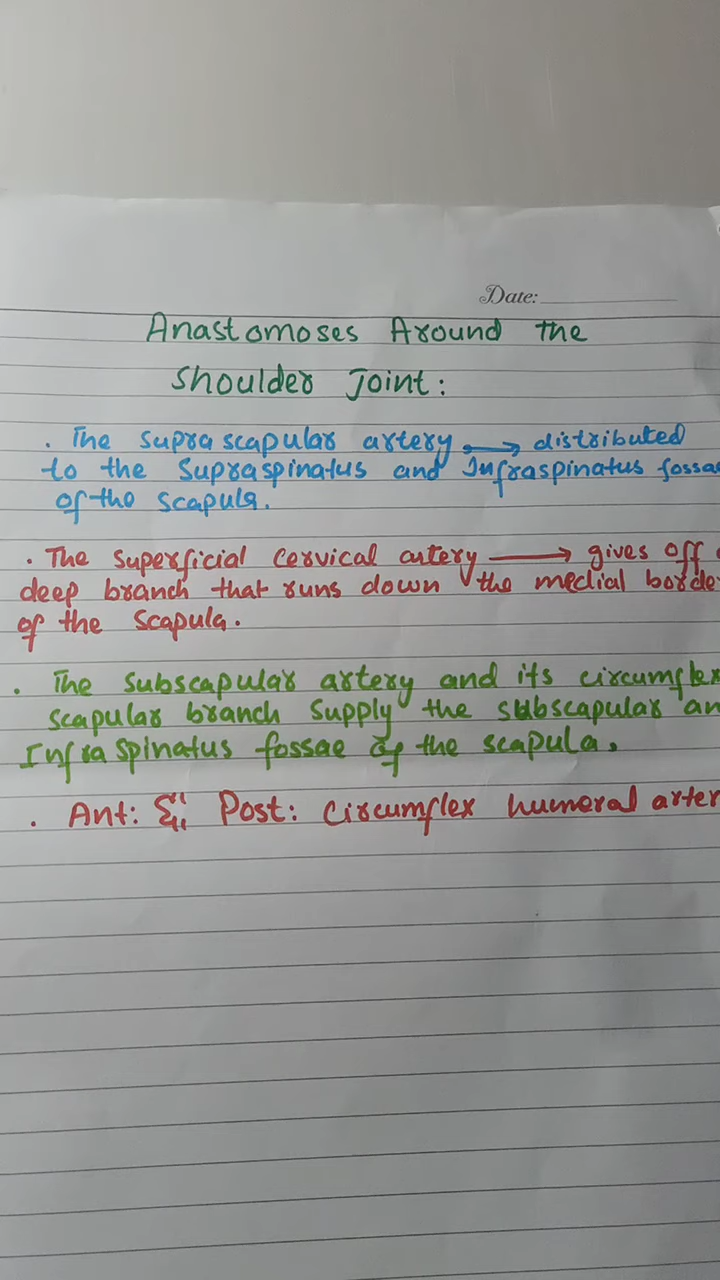 Date:
Anastomoses Around the
Shoulder Joint:
. The suprascapular artery → distributed
to the Supraspinatus and Infraspinatus fossae
of the scapula.
. The Superficial Cervical artery → gives off
deep branch that runs down the medial border
of the Scapula.
. The subscapular artery and its circumflex
scapular branch supply the subscapular an
Infraspinatus fossae of the scapula.
. Ant: & Post: Circumflex humeral arter